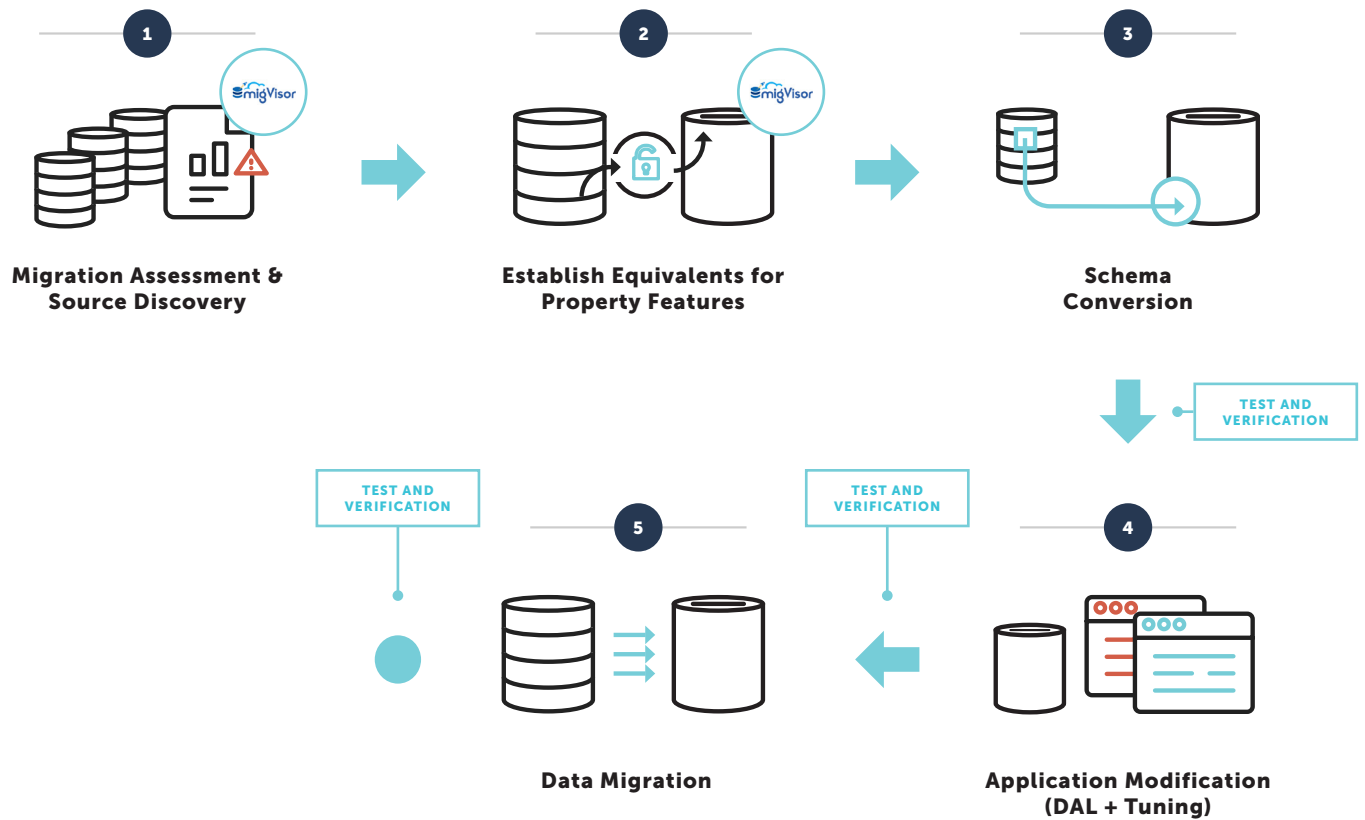 1
2
3
migVisor
migVisor
Migration Assessment &
Source Discovery
Establish Equivalents for
Property Features
Schema
Conversion
TEST AND
VERIFICATION
TEST AND
VERIFICATION
TEST AND
VERIFICATION
5
4
Data Migration
Application Modification
(DAL + Tuning)